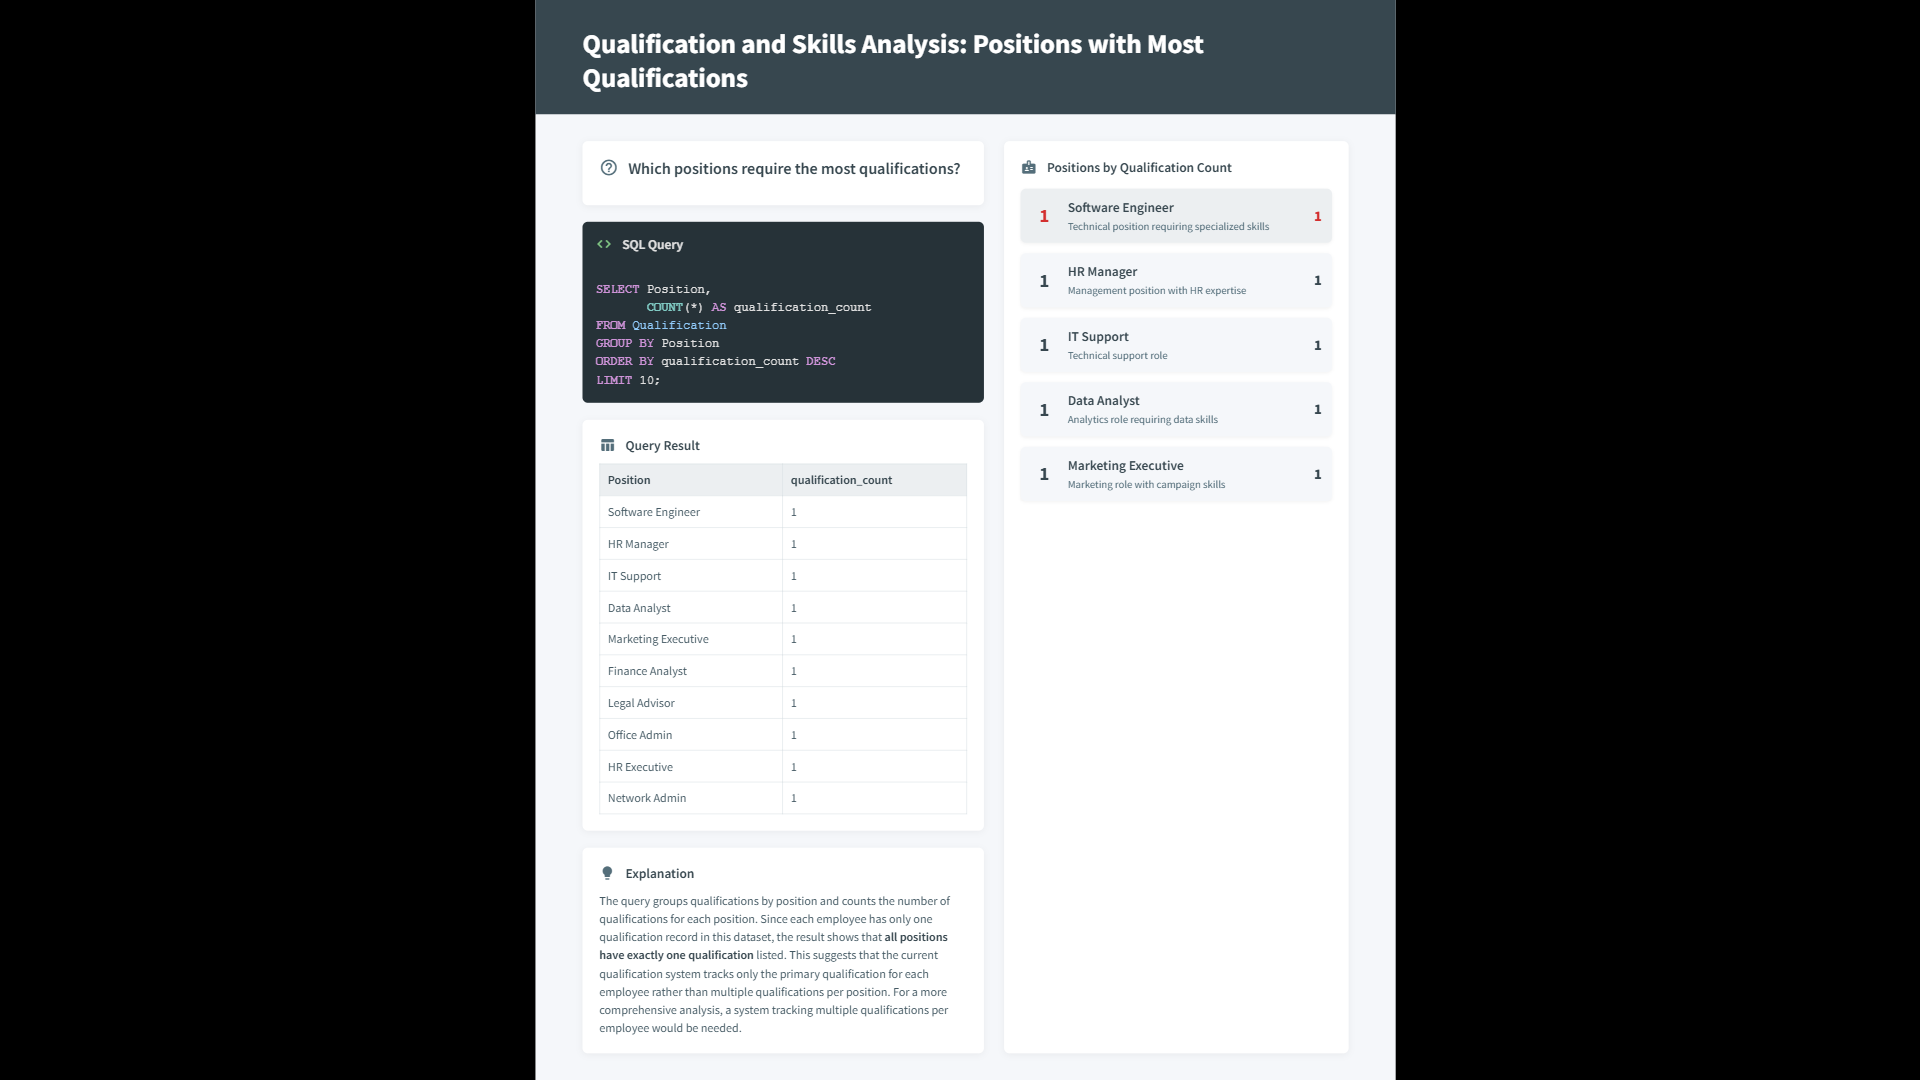 Qualification and Skills Analysis: Positions with Most
Qualifications
Which positions require the most qualifications?
SQL Query
SELECT Position,
COUNT(*) AS qualification_count
FROM Qualification
GROUP BY Position
ORDER BY qualification_count DESC
LIMIT 10;
Query Result
Position qualification_count
Software Engineer 1
HR Manager 1
IT Support 1
Data Analyst 1
Marketing Executive 1
Finance Analyst 1
Legal Advisor 1
Office Admin 1
HR Executive 1
Network Admin 1
Explanation
The query groups qualifications by position and counts the number of
qualifications for each position. Since each employee has only one
qualification record in this dataset, the result shows that all positions
have exactly one qualification listed. This suggests that the current
qualification system tracks only the primary qualification for each
employee rather than multiple qualifications per position. For a more
comprehensive analysis, a system tracking multiple qualifications per
employee would be needed.
Positions by Qualification Count
1 Software Engineer 1
Technical position requiring specialized skills
1 HR Manager 1
Management position with HR expertise
1 IT Support 1
Technical support role
1 Data Analyst 1
Analytics role requiring data skills
1 Marketing Executive 1
Marketing role with campaign skills